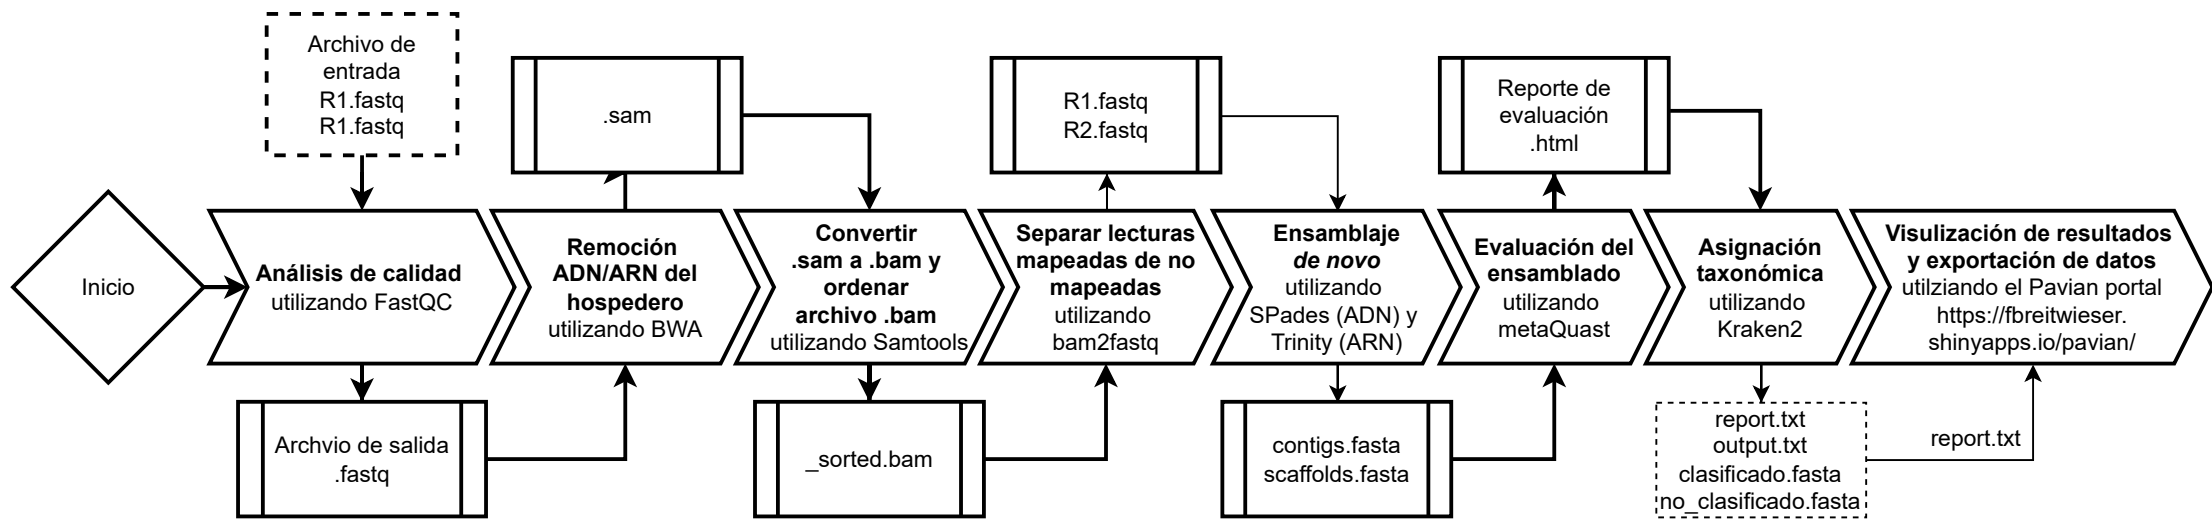 Archivo de
entrada
R1.fastq
R1.fastq
.sam
R1.fastq
R2.fastq
Reporte de
evaluación
.html
Inicio
Análisis de calidad
utilizando FastQC
Remoción
ADN/ARN del
hospedero
utilizando BWA
Convertir
.sam a .bam y
ordenar
archivo .bam
utilizando Samtools
Separar lecturas
mapeadas de no
mapeadas
utilizando
bam2fastq
Ensamblaje
de novo
utilizando
SPades (ADN) y
Trinity (ARN)
Evaluación del
ensamblado
utilizando
metaQuast
Asignación
taxonómica
utilizando
Kraken2
Visulización de resultados
y exportación de datos
utilziando el Pavian portal
https://fbreitwieser.
shinyapps.io/pavian/
Archvio de salida
.fastq
_sorted.bam
contigs.fasta
scaffolds.fasta
report.txt
output.txt
clasificado.fasta
no_clasificado.fasta
report.txt